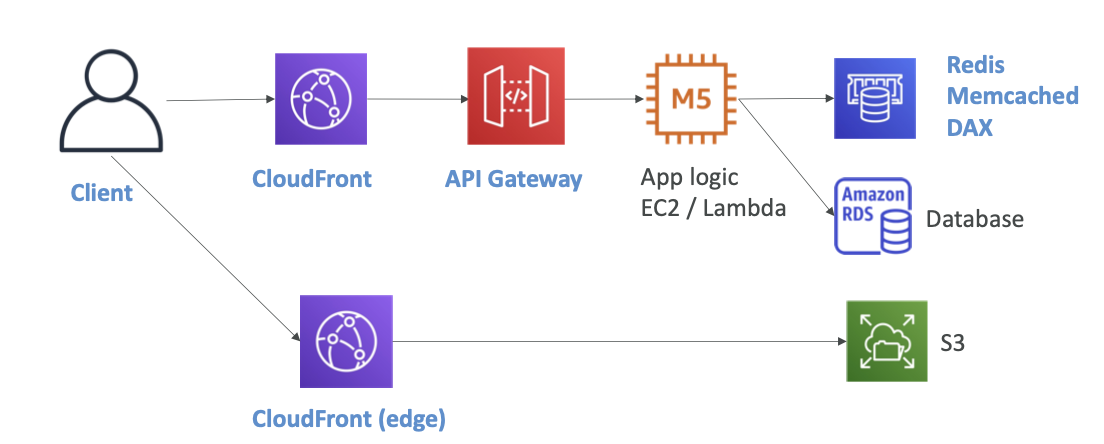 Client
CloudFront
API Gateway
</>
M5
App logic
EC2 / Lambda
Redis
Memcached
DAX
Amazon
RDS
Database
CloudFront (edge)
S3